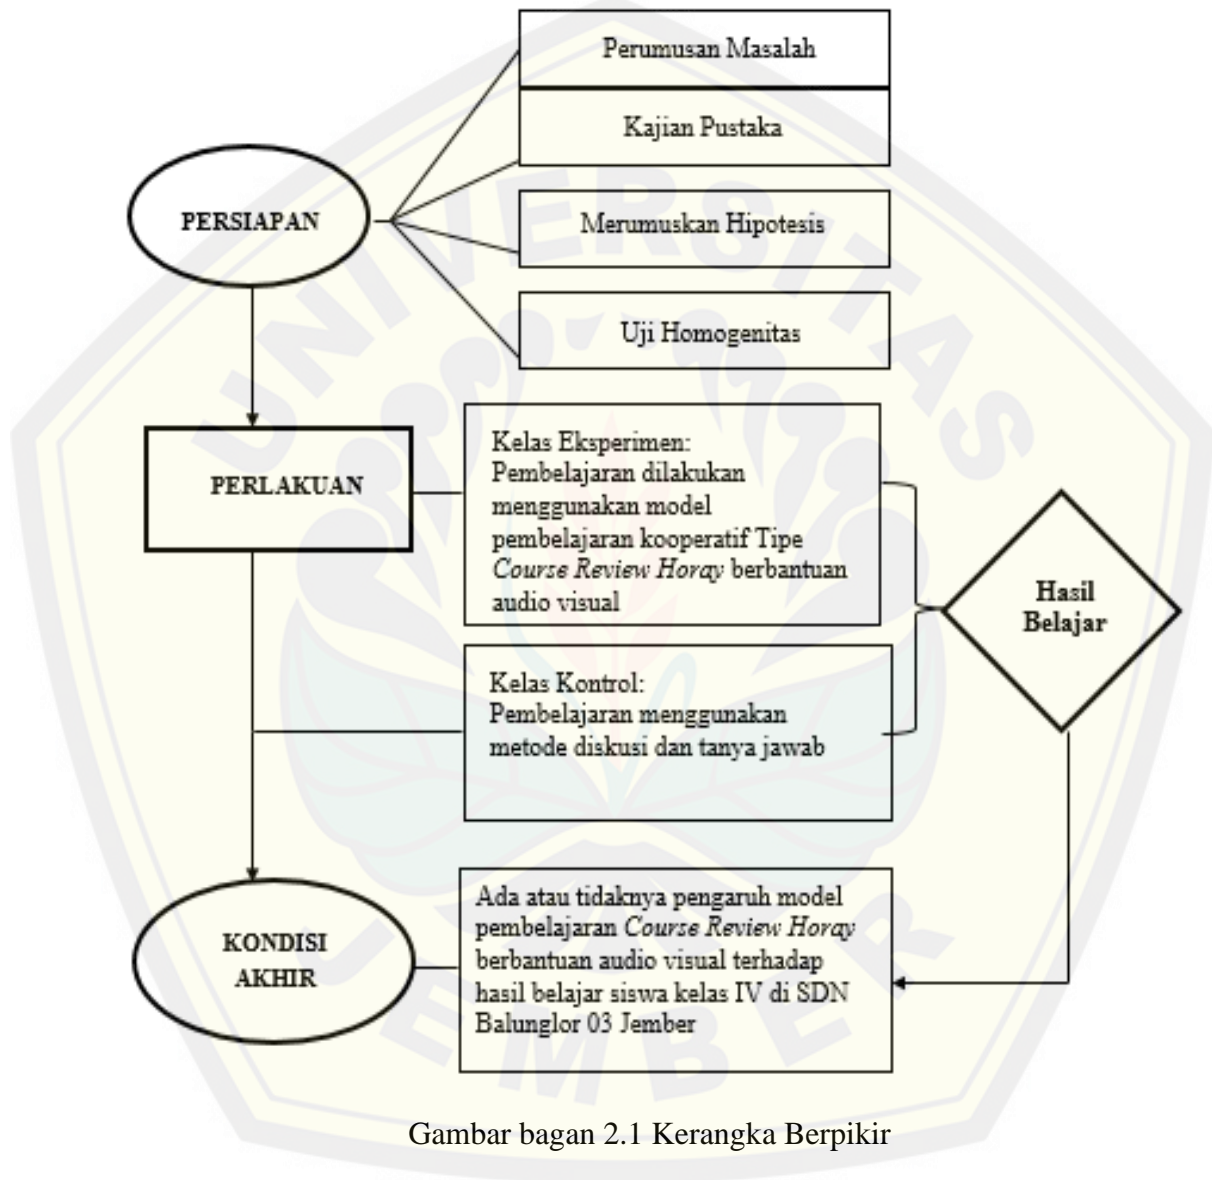 Perumusan Masalah
Kajian Pustaka
PERSIAPAN
Merumuskan Hipotesis
Uji Homogenitas
PERLAKUAN
Kelas Eksperimen:
Pembelajaran dilakukan
menggunakan model
pembelajaran kooperatif Tipe
Course Review Horay berbantuan
audio visual
Hasil
Belajar
Kelas Kontrol:
Pembelajaran menggunakan
metode diskusi dan tanya jawab
KONDISI
AKHIR
Ada atau tidaknya pengaruh model
pembelajaran Course Review Horay
berbantuan audio visual terhadap
hasil belajar siswa kelas IV di SDN
Balunglor 03 Jember
UNIVERSITAS
JEMBER
Gambar bagan 2.1 Kerangka Berpikir